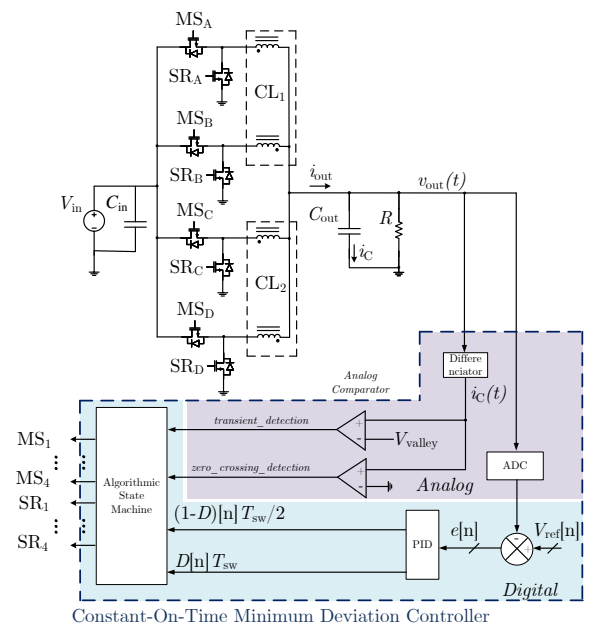 MS_A
SR_A
CL_1
MS_B
SR_B
i_out
v_out(t)
V_in
C_in
MS_C
C_out
R
SR_C
i_C
CL_2
MS_D
SR_D
Differe
nciator
Analog
Comparator
i_C(t)
transient_detection
MS_1
V_valley
Algorithmic
State
Machine
zero_crossing_detection
ADC
MS_4
Analog
SR_1
(1-D)[n] T_sw/2
SR_4
PID
e[n]
V_ref[n]
D[n] T_sw
Digital
Constant-On-Time Minimum Deviation Controller